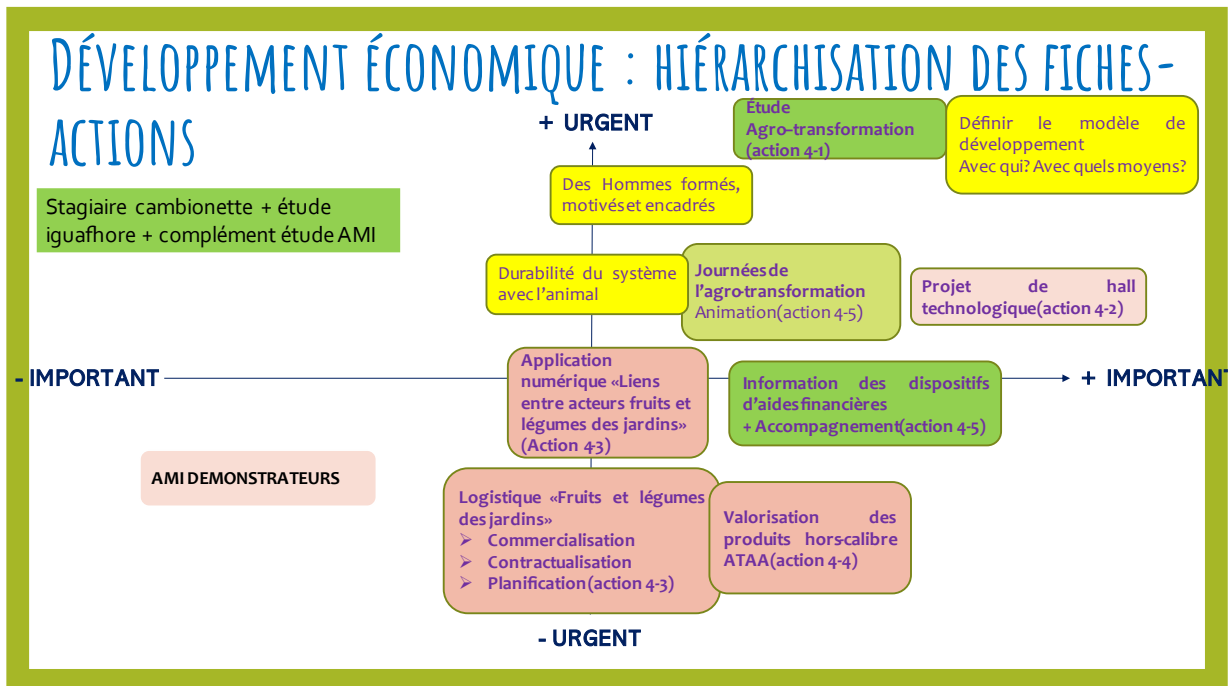 Développement économique : hiérarchisation des fiches-
actions
+ URGENT
Étude
Agro-transformation
(action 4-1)
Définir le modèle de
développement
Avec qui? Avec quels moyens?
Des Hommes formés,
motivés et encadrés
Stagiaire cambionette + étude
iguafhore + complément étude AMI
Durabilité du système
avec l'animal
Journées de
l'agro-transformation
Animation(action 4-5)
Projet de hall
technologique(action 4-2)
- IMPORTANT
+ IMPORTANT
Application
numérique «Liens
entre acteurs fruits et
légumes des jardins»
(Action 4-3)
Information des dispositifs
d'aides financières
+ Accompagnement(action 4-5)
AMI DEMONSTRATEURS
Logistique «Fruits et légumes
des jardins»
➢ Commercialisation
➢ Contractualisation
➢ Planification (action 4-3)
Valorisation des
produits hors-calibre
ATAA(action 4-4)
- URGENT